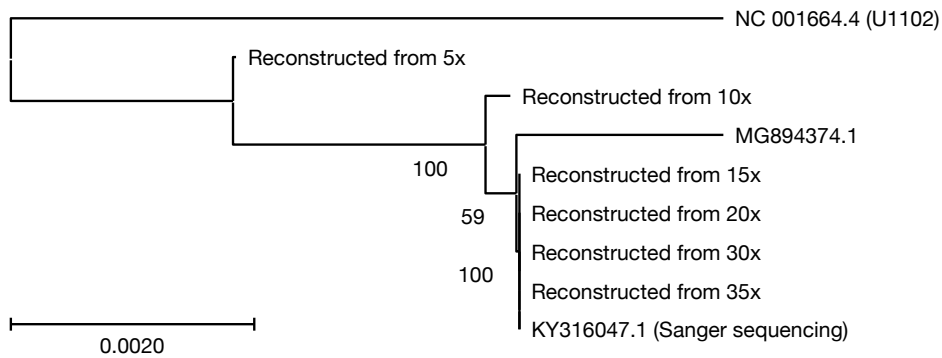 NC 001664.4 (U1102)
Reconstructed from 5x
Reconstructed from 10x
MG894374.1
100
Reconstructed from 15x
59
Reconstructed from 20x
Reconstructed from 30x
100
Reconstructed from 35x
KY316047.1 (Sanger sequencing)
0.0020